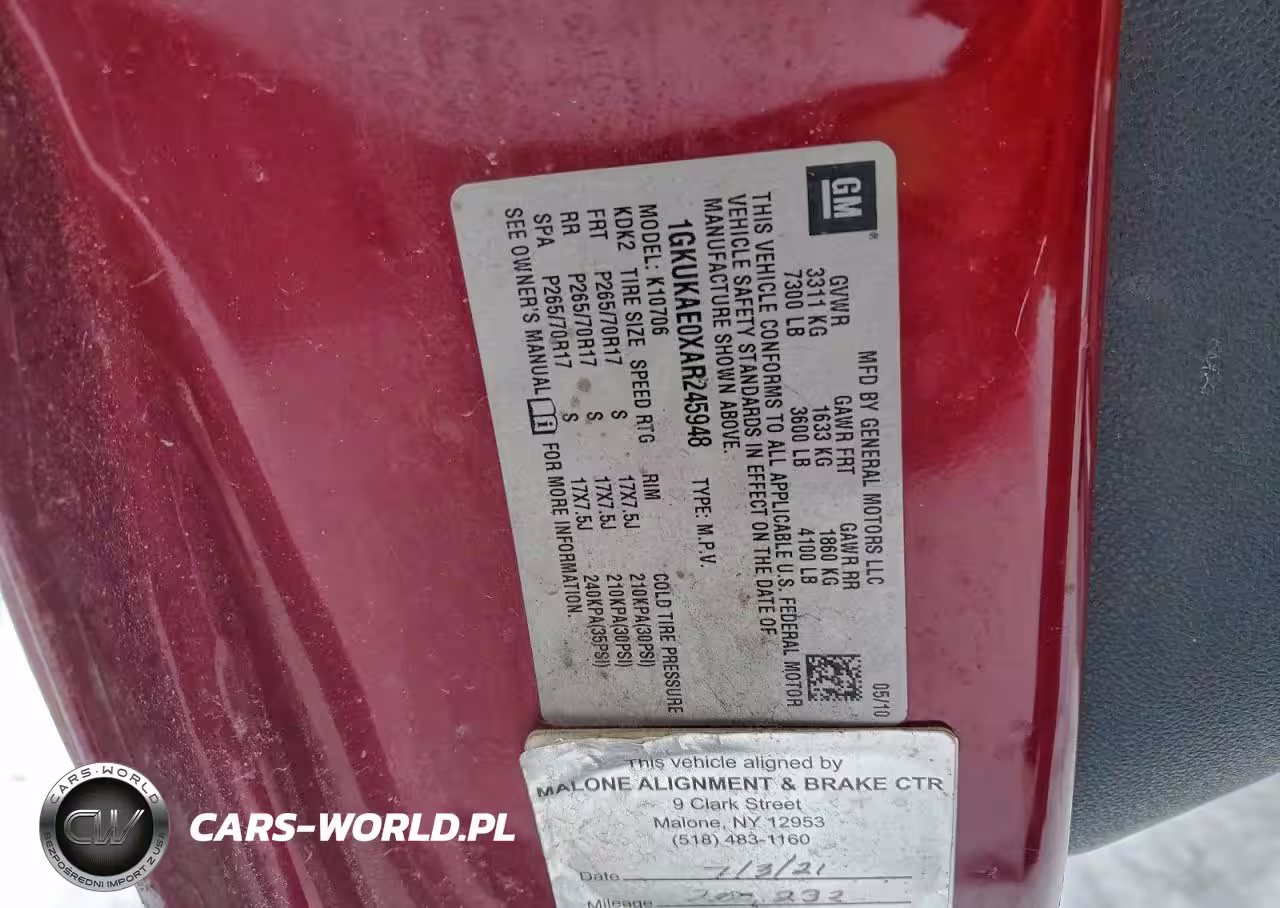 GM
®
MFD BY GENERAL MOTORS LLC 05/10
GVWR GAWR FRT GAWR RR
3311 KG 1633 KG 1860 KG
7300 LB 3600 LB 4100 LB
THIS VEHICLE CONFORMS TO ALL APPLICABLE U.S. FEDERAL MOTOR
VEHICLE SAFETY STANDARDS IN EFFECT ON THE DATE OF
MANUFACTURE SHOWN ABOVE.
1GKUKAE0XAR245948 TYPE: M.P.V.
MODEL: K10706
KDK2 TIRE SIZE SPEED RTG RIM COLD TIRE PRESSURE
FRT P265/70R17 S 17X7.5J 210KPA(30PSI)
RR P265/70R17 S 17X7.5J 210KPA(30PSI)
SPA P265/70R17 S 17X7.5J 240KPA(35PSI)
SEE OWNER'S MANUAL FOR MORE INFORMATION.
This vehicle aligned by
MALONE ALIGNMENT & BRAKE CTR
9 Clark Street
Malone, NY 12953
(518) 483-1160
Date 7/3/21
Mileage
CARS-WORLD
CW
BEZPOŚREDNI IMPORT Z USA
CARS-WORLD.PL